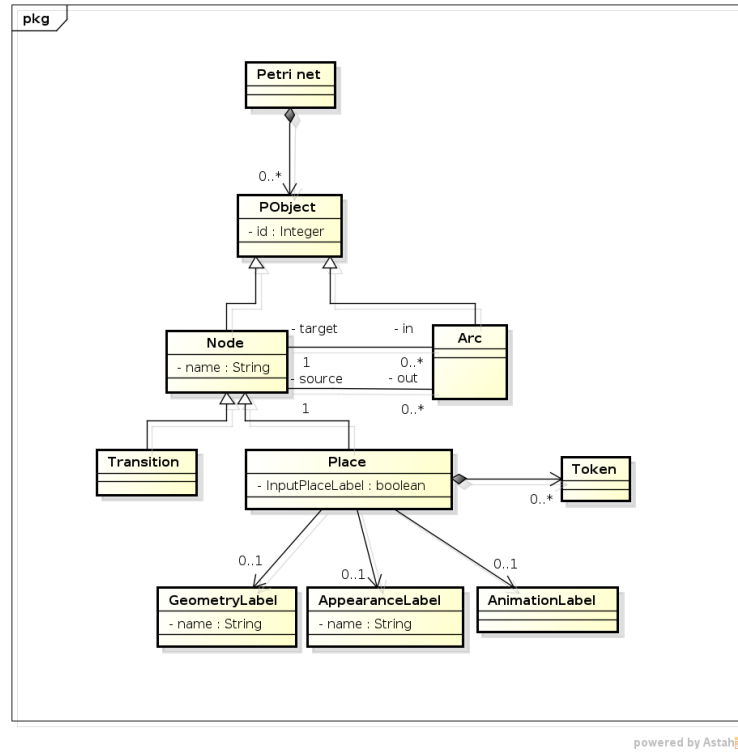 pkg
Petri net
0..*
PObject
- id : Integer
Node
- name : String
- target
- in
1
0..*
- source
- out
1
0..*
Arc
Transition
Place
- InputPlaceLabel : boolean
Token
0..*
0..1
0..1
0..1
GeometryLabel
- name : String
AppearanceLabel
- name : String
AnimationLabel
powered by Astah